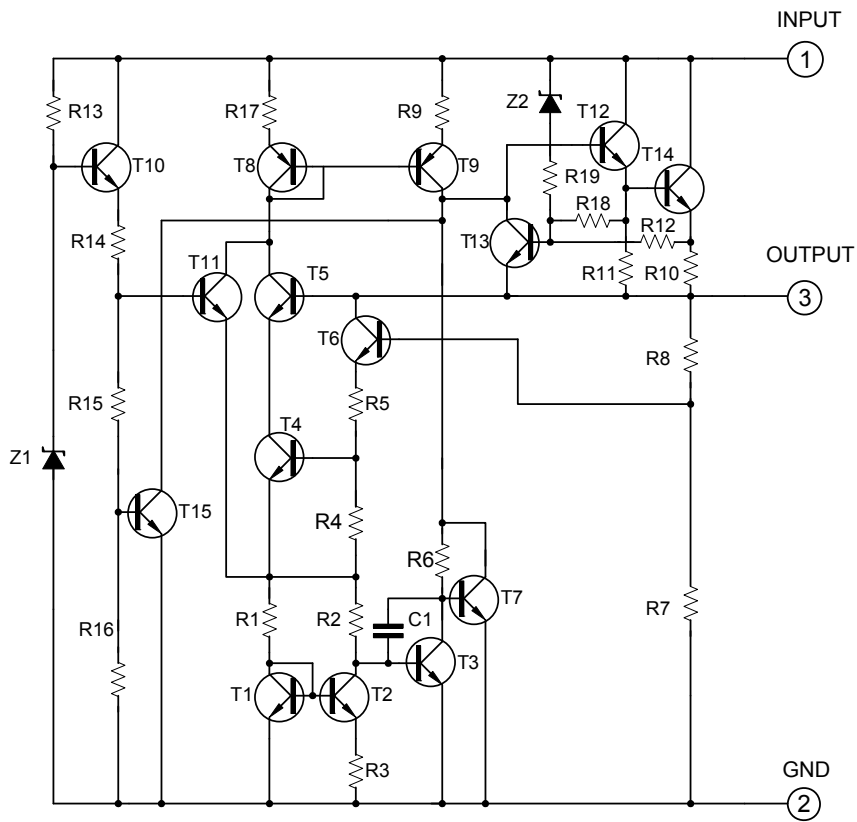 INPUT
1
R13
R17
R9
Z2
T12
T10
T8
T9
T14
R19
R18
R14
T13
R12
T11
T5
R11
R10
OUTPUT
3
T6
R8
R15
R5
T4
Z1
T15
R4
R6
T7
R1
R2
C1
R7
R16
T3
T1
T2
R3
GND
2